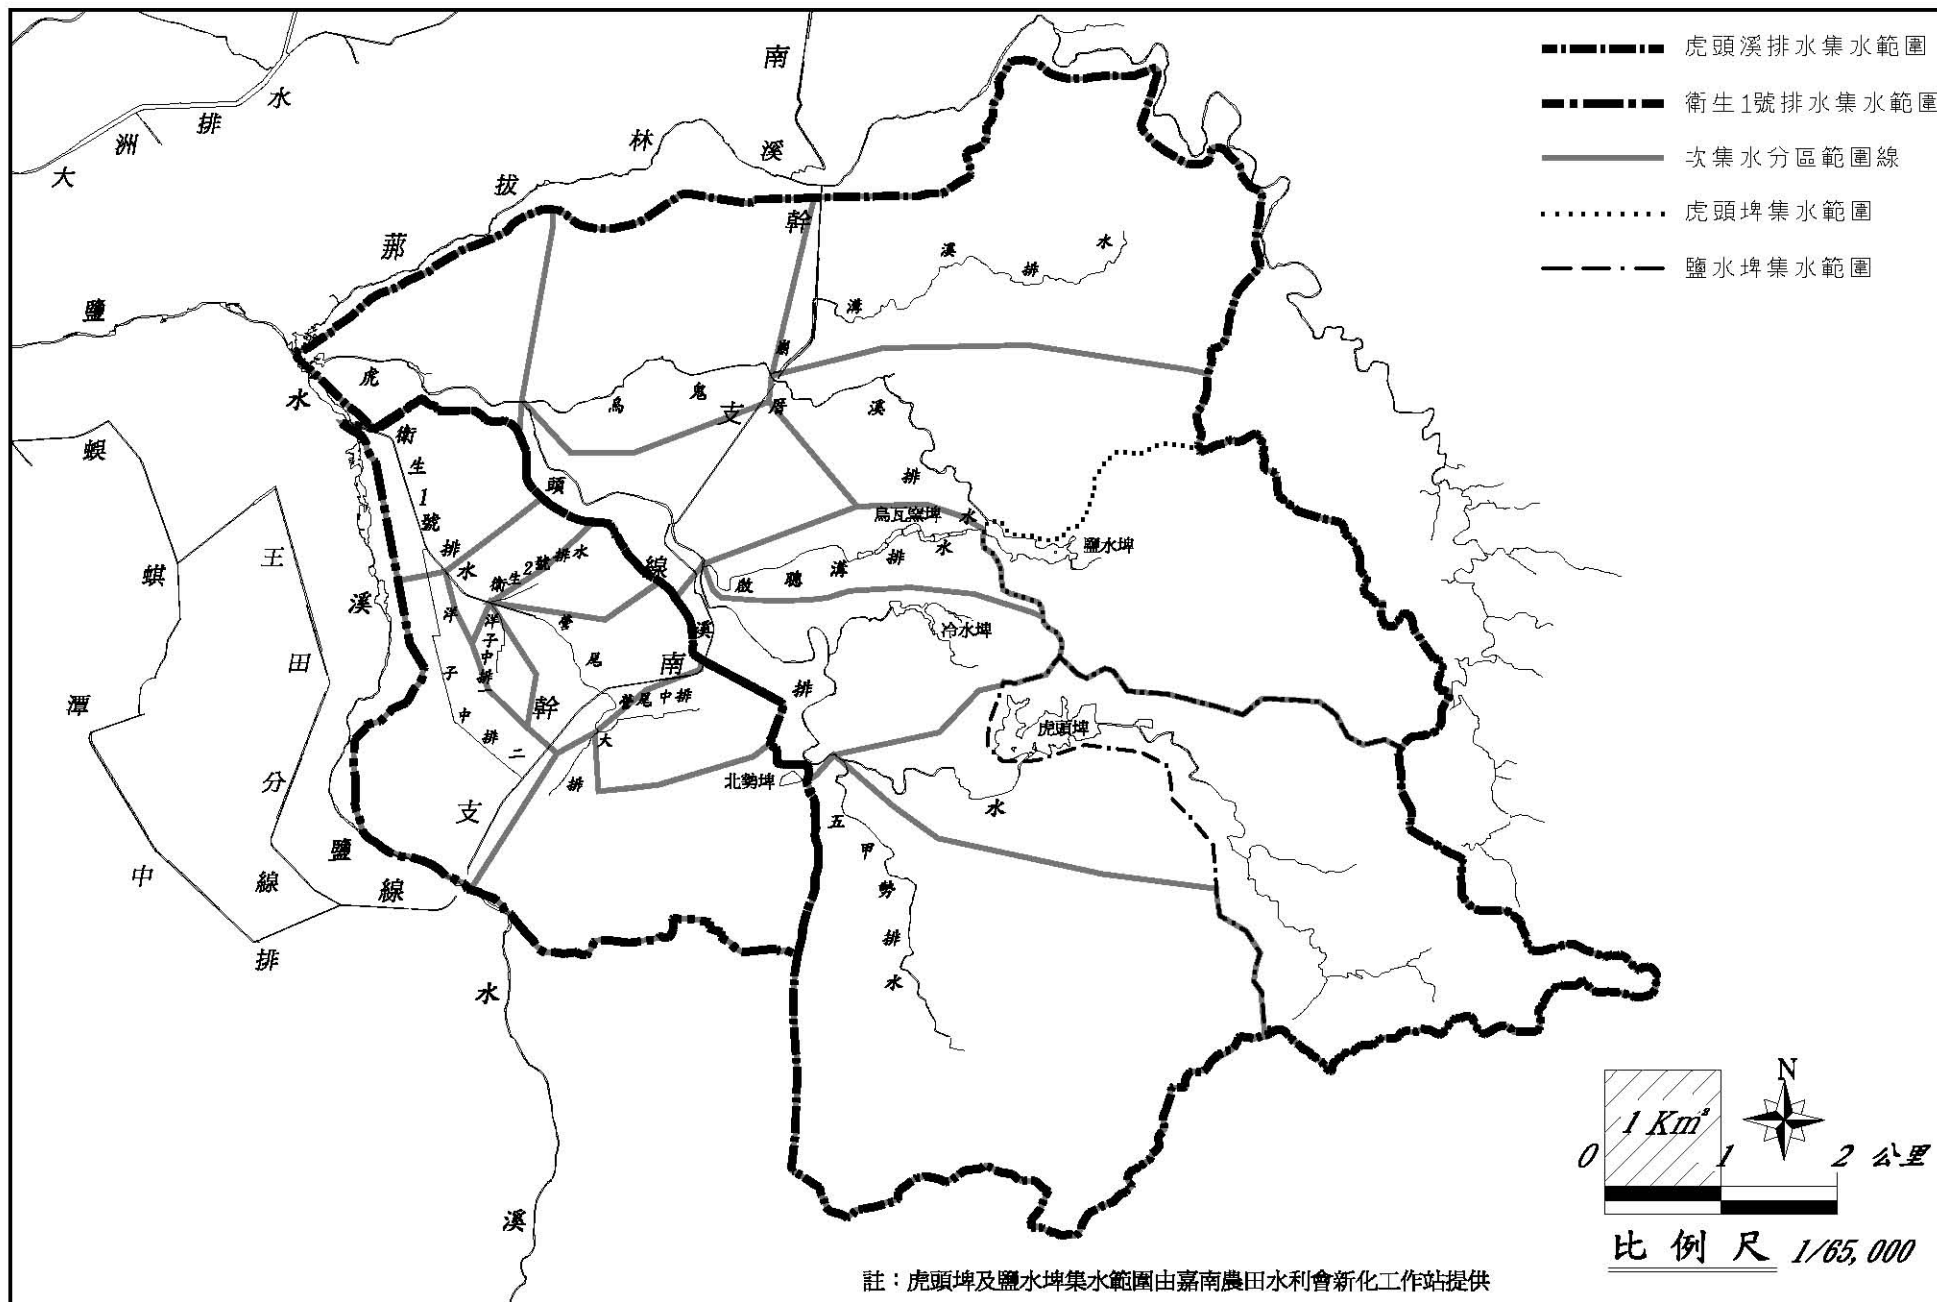 虎頭溪排水集水範圍
衛生1號排水集水範圍
次集水分區範圍線
虎頭埤集水範圍
鹽水埤集水範圍
大洲排水
南幹支線
鹽水溪
那拔林溪
虎頭溪排水
衛生1號排水
烏鬼厝排水
樹
溝溪排水
烏瓦窯埤
鹽水埤
啟聰溝排水
冷水埤
虎頭埤
衛生2號排水
洋子中排一
洋子中排二
營尾
大排
營尾中排
北勢埤
五甲勢排水
南幹支線
鹽水溪
王田分線
蜈蜞潭中排
1 Km²
N
0 1 2 公里
比例尺 1/65,000
註：虎頭埤及鹽水埤集水範圍由嘉南農田水利會新化工作站提供